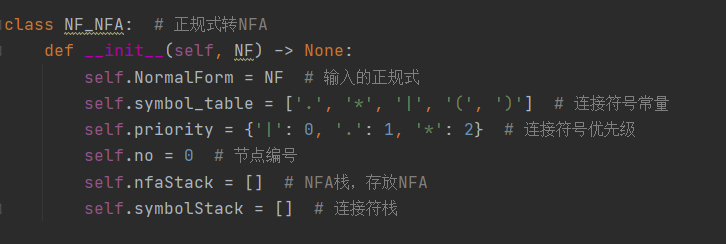 class NF_NFA:  # 正规式转NFA
    def __init__(self, NF) -> None:
        self.NormalForm = NF  # 输入的正规式
        self.symbol_table = ['.', '*', '|', '(', ')']  # 连接符号常量
        self.priority = {'|': 0, '.': 1, '*': 2}  # 连接符号优先级
        self.no = 0  # 节点编号
        self.nfaStack = []  # NFA栈，存放NFA
        self.symbolStack = []  # 连接符栈